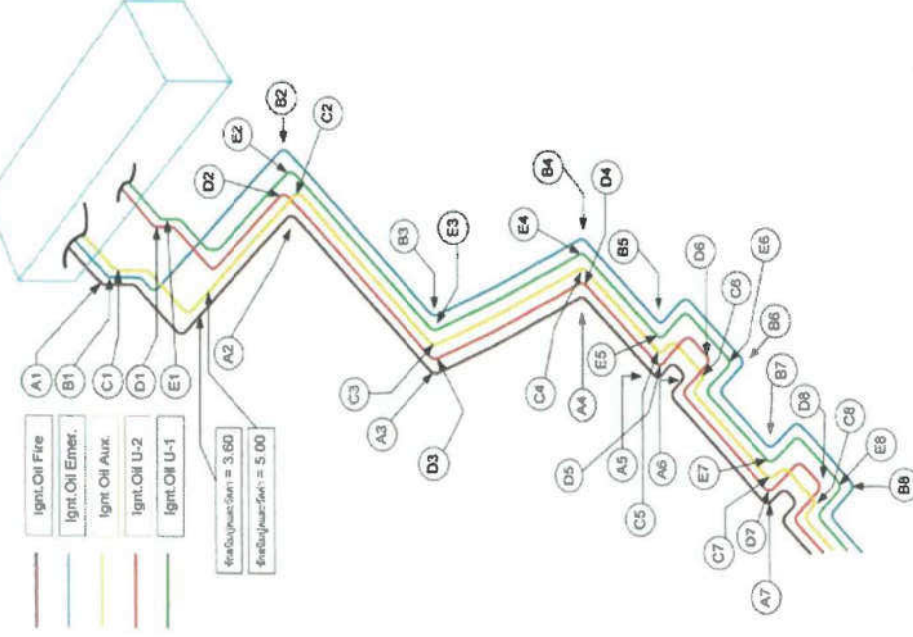 A1
B1
C1
D1
E1
Ignt.Oil Fire
Ignt.Oil Emer.
Ignt Oil Aux.
Ignt.Oil U-2
Ignt.Oil U-1
= 3.60
= 5.00
A2
B2
C2
D2
E2
A3
B3
C3
D3
E3
A4
B4
C4
D4
E4
A5
B5
C5
D5
E5
A6
B6
C6
D6
E6
A7
B7
C7
D7
E7
B8
C8
D8
E8